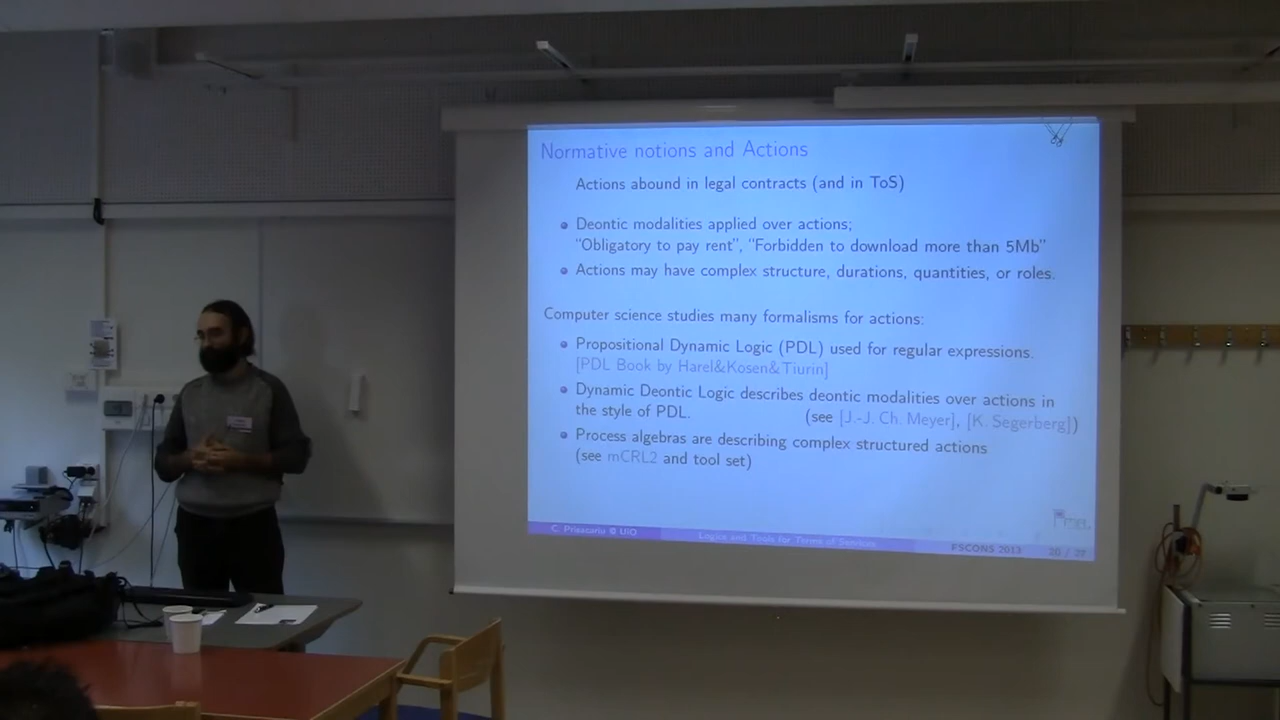 Normative notions and Actions
Actions abound in legal contracts (and in ToS)
Deontic modalities applied over actions;
"Obligatory to pay rent", "Forbidden to download more than 5Mb"
Actions may have complex structure, durations, quantities, or roles.
Computer science studies many formalisms for actions:
Propositional Dynamic Logic (PDL) used for regular expressions.
[PDL Book by Harel&Kosen&Tiurin]
Dynamic Deontic Logic describes deontic modalities over actions in
the style of PDL. (see [J.-J. Ch. Meyer], [K. Segerberg])
Process algebras are describing complex structured actions
(see mCRL2 and tool set)
C. Prisacariu © UiO Logics and Tools for Terms of Services FSCONS 2013 20 / 27